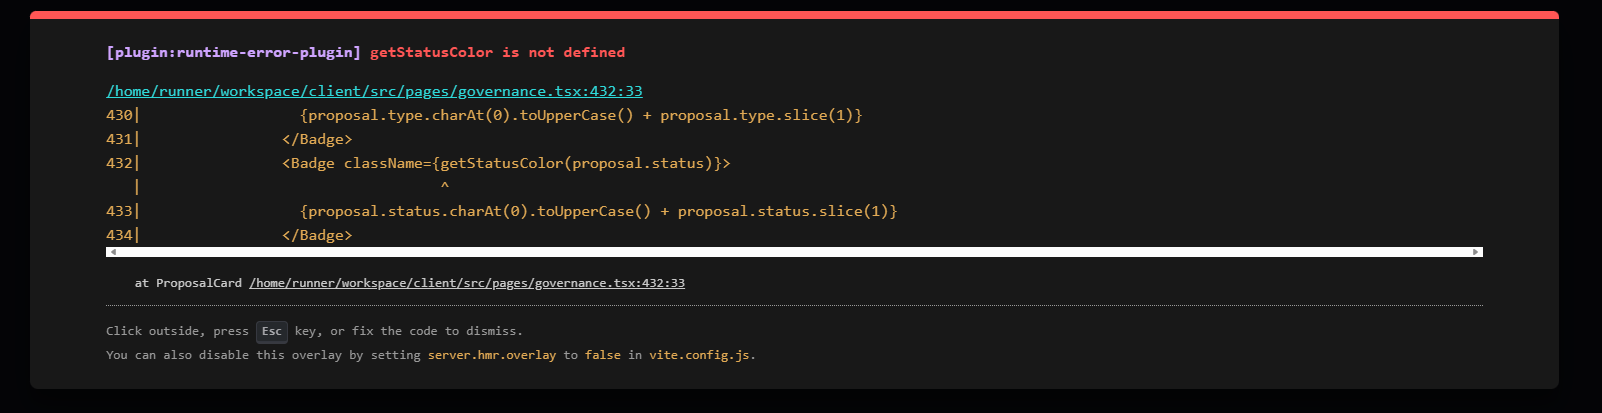 [plugin:runtime-error-plugin] getStatusColor is not defined
/home/runner/workspace/client/src/pages/governance.tsx:432:33
430|                  {proposal.type.charAt(0).toUpperCase() + proposal.type.slice(1)}
431|                </Badge>
432|                <Badge className={getStatusColor(proposal.status)}>
   |                                  ^
433|                  {proposal.status.charAt(0).toUpperCase() + proposal.status.slice(1)}
434|                </Badge>
at ProposalCard /home/runner/workspace/client/src/pages/governance.tsx:432:33
Click outside, press Esc key, or fix the code to dismiss.
You can also disable this overlay by setting server.hmr.overlay to false in vite.config.js.